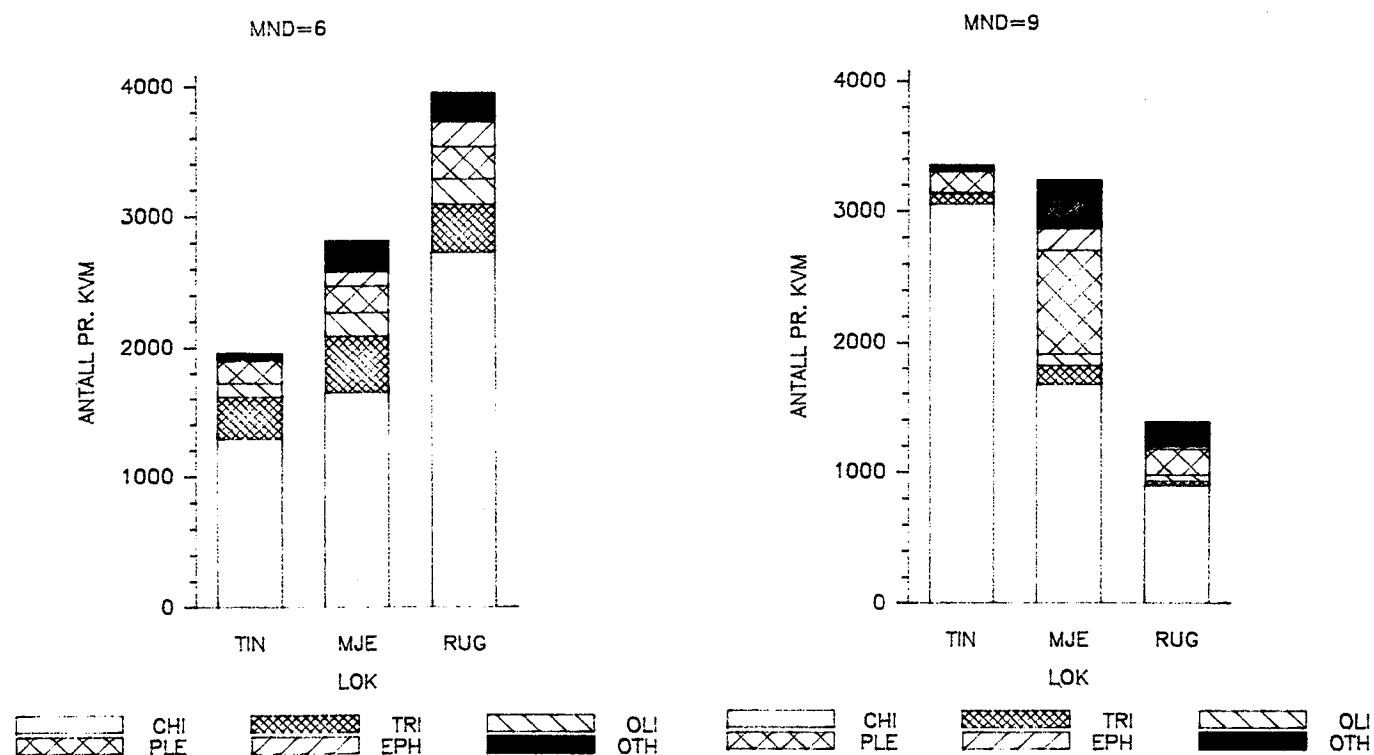 MND=6
4000
3000
2000
1000
0
ANTALL PR. KVM
TIN MJE RUG
LOK
CHI TRI OLI
PLE EPH OTH
MND=9
4000
3000
2000
1000
0
ANTALL PR. KVM
TIN MJE RUG
LOK
CHI TRI OLI
PLE EPH OTH